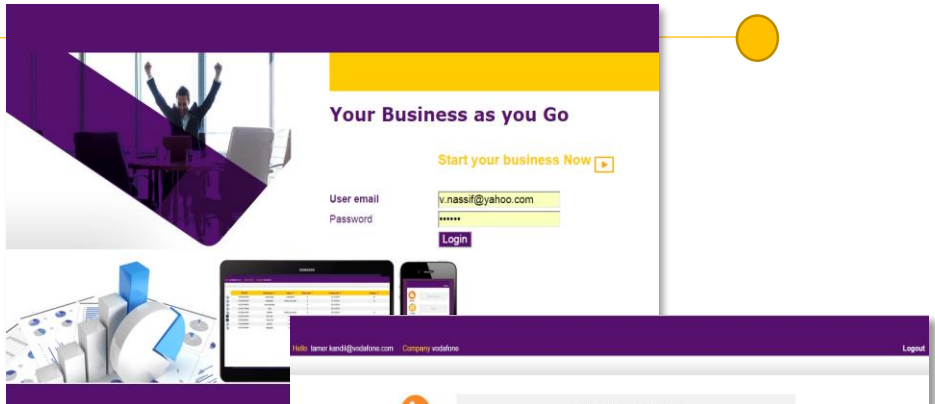 Your Business as you Go
Start your business Now
User email v.nassif@yahoo.com
Password ••••••
Login
SAMSUNG
Hello tamer.kandil@vodafone.com Company vodafone Logout